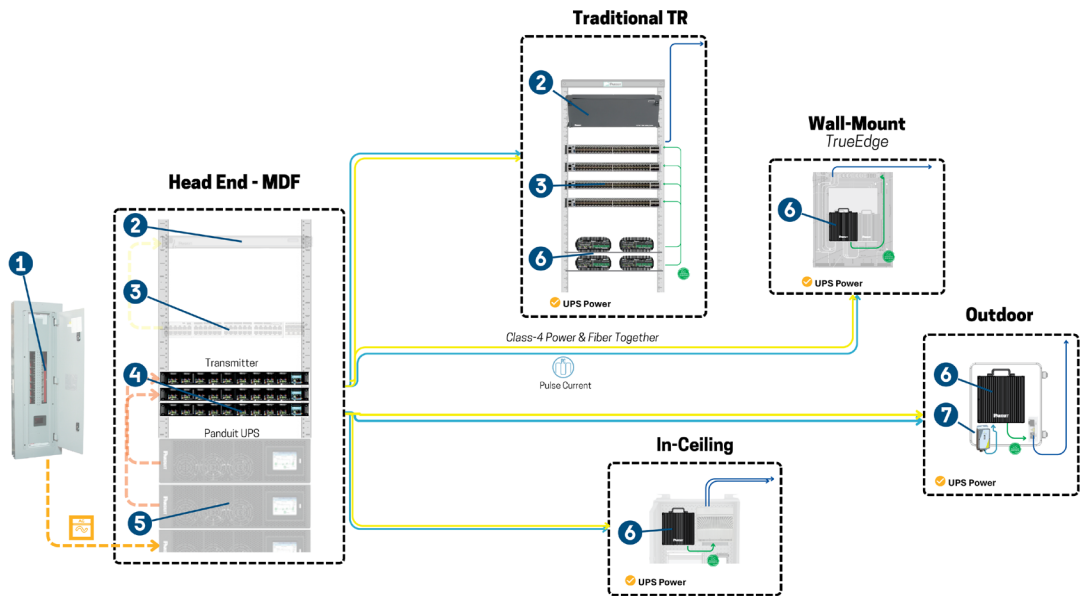 Traditional TR
2
3
6
UPS Power
Wall-Mount
TrueEdge
6
UPS Power
Head End - MDF
1
2
3
Transmitter
4
Panduit UPS
5
Class-4 Power & Fiber Together
Pulse Current
Outdoor
6
7
UPS Power
In-Ceiling
6
UPS Power